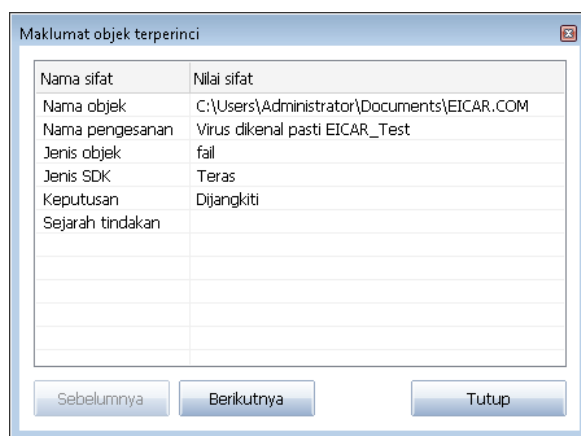 Maklumat objek terperinci
Nama sifat Nilai sifat
Nama objek C:\Users\Administrator\Documents\EICAR.COM
Nama pengesanan Virus dikenal pasti EICAR_Test
Jenis objek fail
Jenis SDK Teras
Keputusan Dijangkiti
Sejarah tindakan
Sebelumnya Berikutnya Tutup